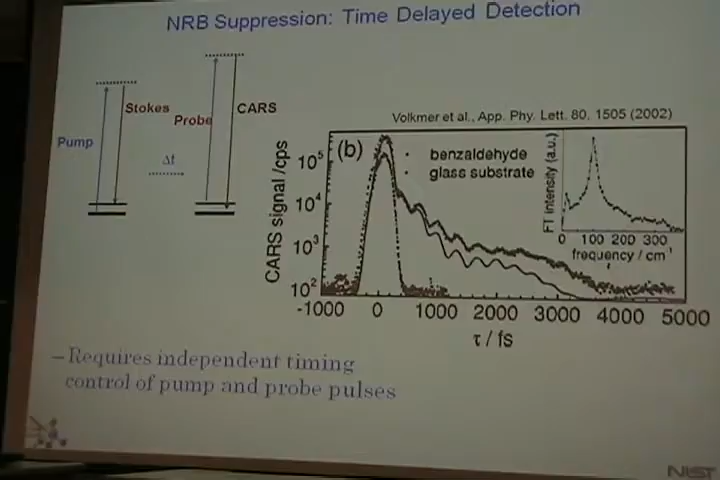 NRB Suppression: Time Delayed Detection
Stokes
Probe
CARS
Pump
Δt
Volkmer et al., App. Phy. Lett. 80, 1505 (2002)
(b)
benzaldehyde
glass substrate
CARS signal /cps
10⁵
10⁴
10³
10²
-1000 0 1000 2000 3000 4000 5000
τ / fs
FT intensity (a.u.)
0 100 200 300
frequency / cm⁻¹
– Requires independent timing
control of pump and probe pulses
NIST